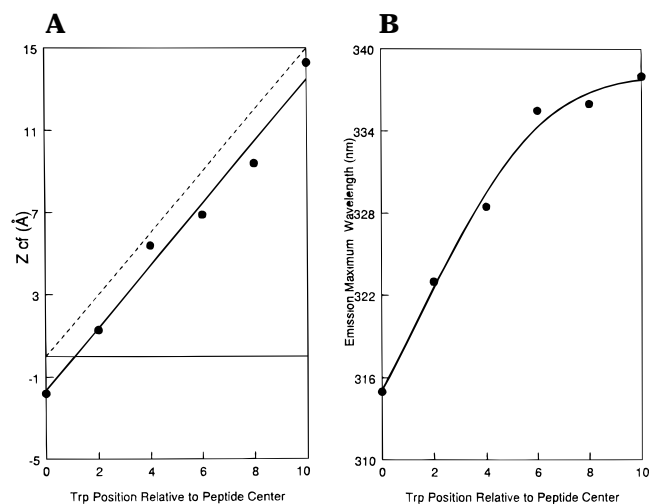 A
15
11
7
3
-1
-5
Z cf (Å)
0 2 4 6 8 10
Trp Position Relative to Peptide Center
B
340
334
328
322
316
310
Emission Maximum Wavelength (nm)
0 2 4 6 8 10
Trp Position Relative to Peptide Center